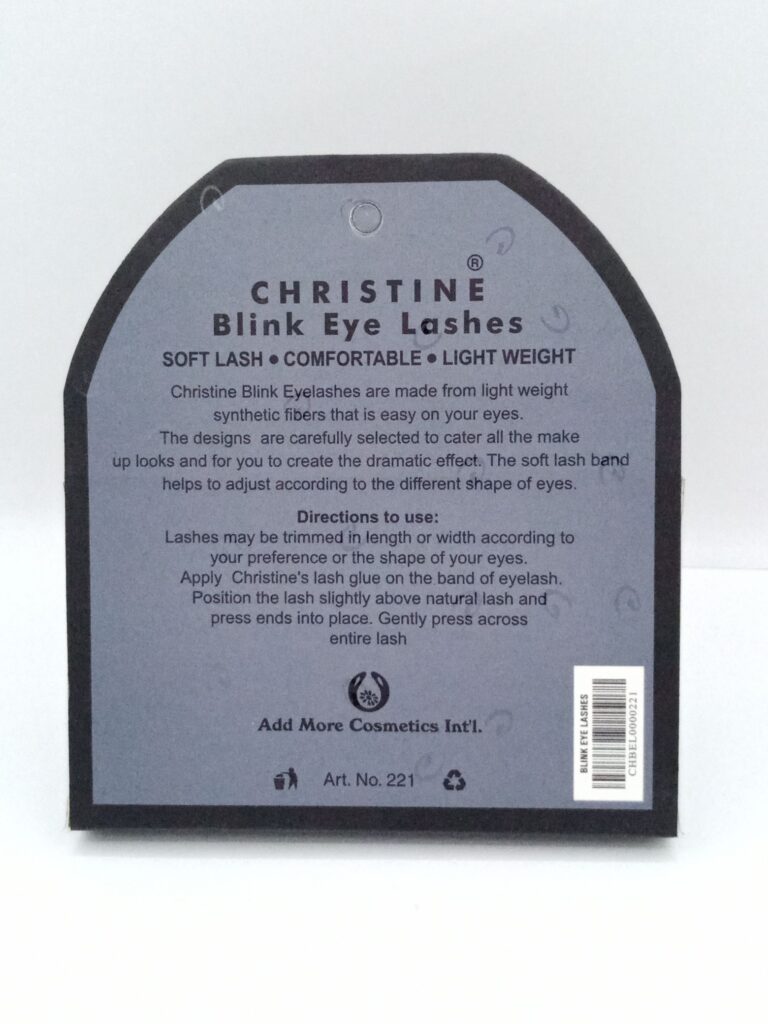 ®
CHRISTINE
Blink Eye Lashes
SOFT LASH • COMFORTABLE • LIGHT WEIGHT
Christine Blink Eyelashes are made from light weight
synthetic fibers that is easy on your eyes.
The designs are carefully selected to cater all the make
up looks and for you to create the dramatic effect. The soft lash band
helps to adjust according to the different shape of eyes.
Directions to use:
Lashes may be trimmed in length or width according to
your preference or the shape of your eyes.
Apply Christine's lash glue on the band of eyelash.
Position the lash slightly above natural lash and
press ends into place. Gently press across
entire lash
Add More Cosmetics Int'l.
Art. No. 221
BLINK EYE LASHES
CHBEL0000221